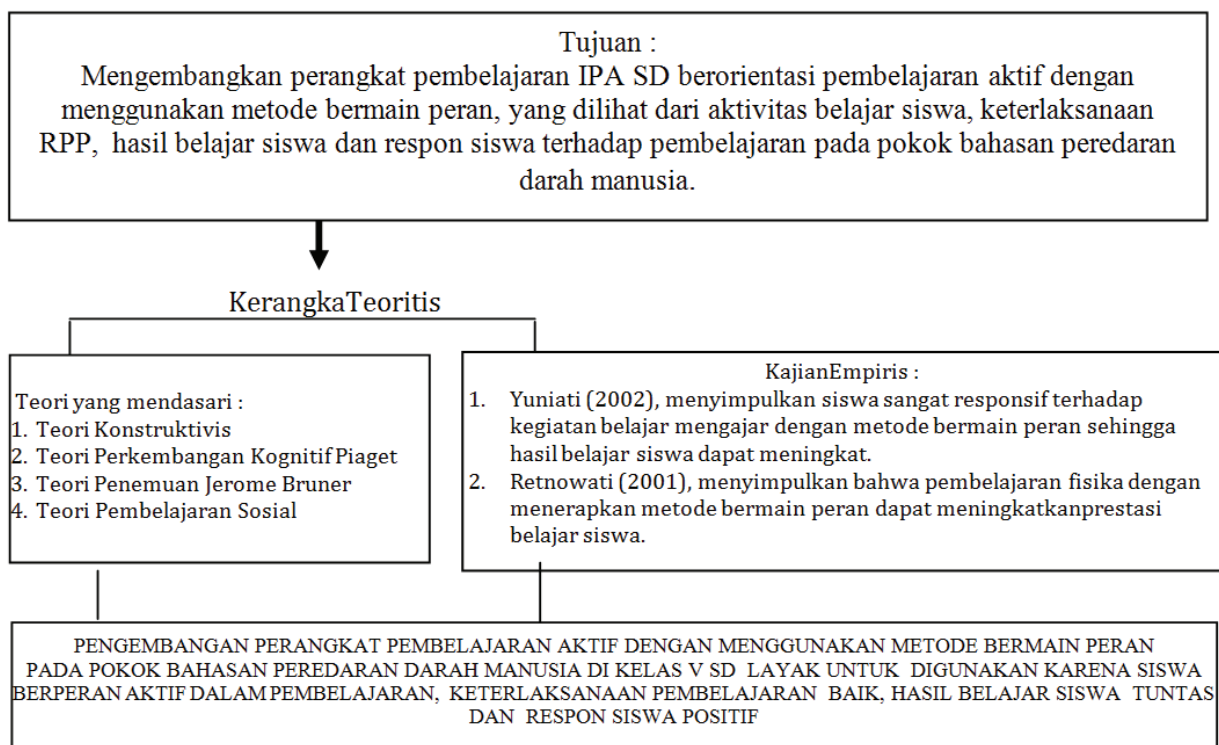 Tujuan :
Mengembangkan perangkat pembelajaran IPA SD berorientasi pembelajaran aktif dengan
menggunakan metode bermain peran, yang dilihat dari aktivitas belajar siswa, keterlaksanaan
RPP, hasil belajar siswa dan respon siswa terhadap pembelajaran pada pokok bahasan peredaran
darah manusia.
KerangkaTeoritis
Teori yang mendasari :
1. Teori Konstruktivis
2. Teori Perkembangan Kognitif Piaget
3. Teori Penemuan Jerome Bruner
4. Teori Pembelajaran Sosial
KajianEmpiris :
1. Yuniati (2002), menyimpulkan siswa sangat responsif terhadap
kegiatan belajar mengajar dengan metode bermain peran sehingga
hasil belajar siswa dapat meningkat.
2. Retnowati (2001), menyimpulkan bahwa pembelajaran fisika dengan
menerapkan metode bermain peran dapat meningkatkanprestasi
belajar siswa.
PENGEMBANGAN PERANGKAT PEMBELAJARAN AKTIF DENGAN MENGGUNAKAN METODE BERMAIN PERAN
PADA POKOK BAHASAN PEREDARAN DARAH MANUSIA DI KELAS V SD LAYAK UNTUK DIGUNAKAN KARENA SISWA
BERPERAN AKTIF DALAM PEMBELAJARAN, KETERLAKSANAAN PEMBELAJARAN BAIK, HASIL BELAJAR SISWA TUNTAS
DAN RESPON SISWA POSITIF